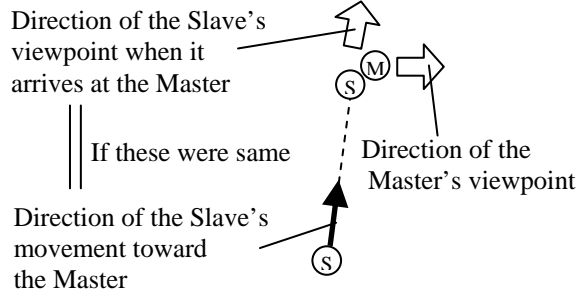 Direction of the Slave's
viewpoint when it
arrives at the Master
M
S
If these were same
Direction of the
Master's viewpoint
Direction of the Slave's
movement toward
the Master
S